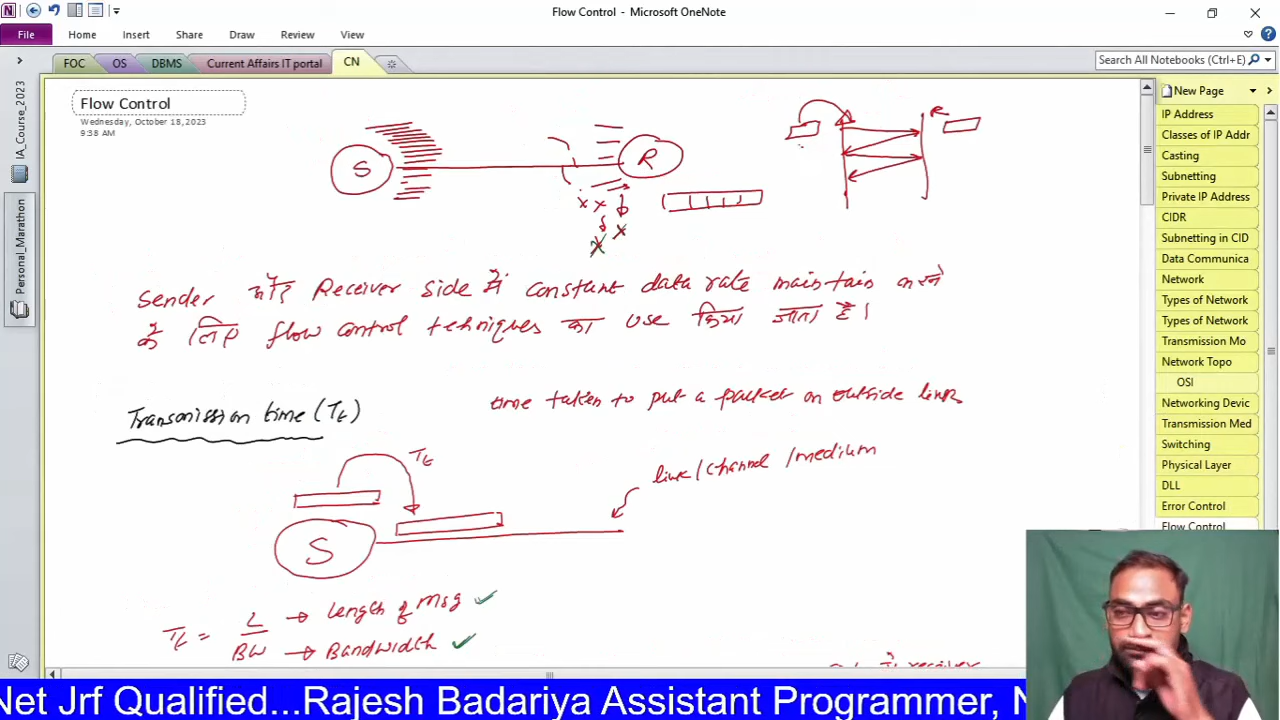 Flow Control - Microsoft OneNote
File Home Insert Share Draw Review View
FOC OS DBMS Current Affairs IT portal CN
Search All Notebooks (Ctrl+E)
IA_Course_2023
Personal_Marathon
Flow Control
Wednesday, October 18, 2023
9:38 AM
S
R
R
Sender और Receiver side में constant data rate maintain करने
के लिए flow control techniques का use किया जाता है।
Transmission time (Tt)
time taken to put a packet on outside link
Tt
link/channel /medium
S
Tt = L → Length of Msg ✓
BW → Bandwidth ✓
receiver
New Page
IP Address
Classes of IP Addr
Casting
Subnetting
Private IP Address
CIDR
Subnetting in CID
Data Communica
Network
Types of Network
Types of Network
Transmission Mo
Network Topo
OSI
Networking Devic
Transmission Med
Switching
Physical Layer
DLL
Error Control
Flow Control
Net Jrf Qualified...Rajesh Badariya Assistant Programmer, N